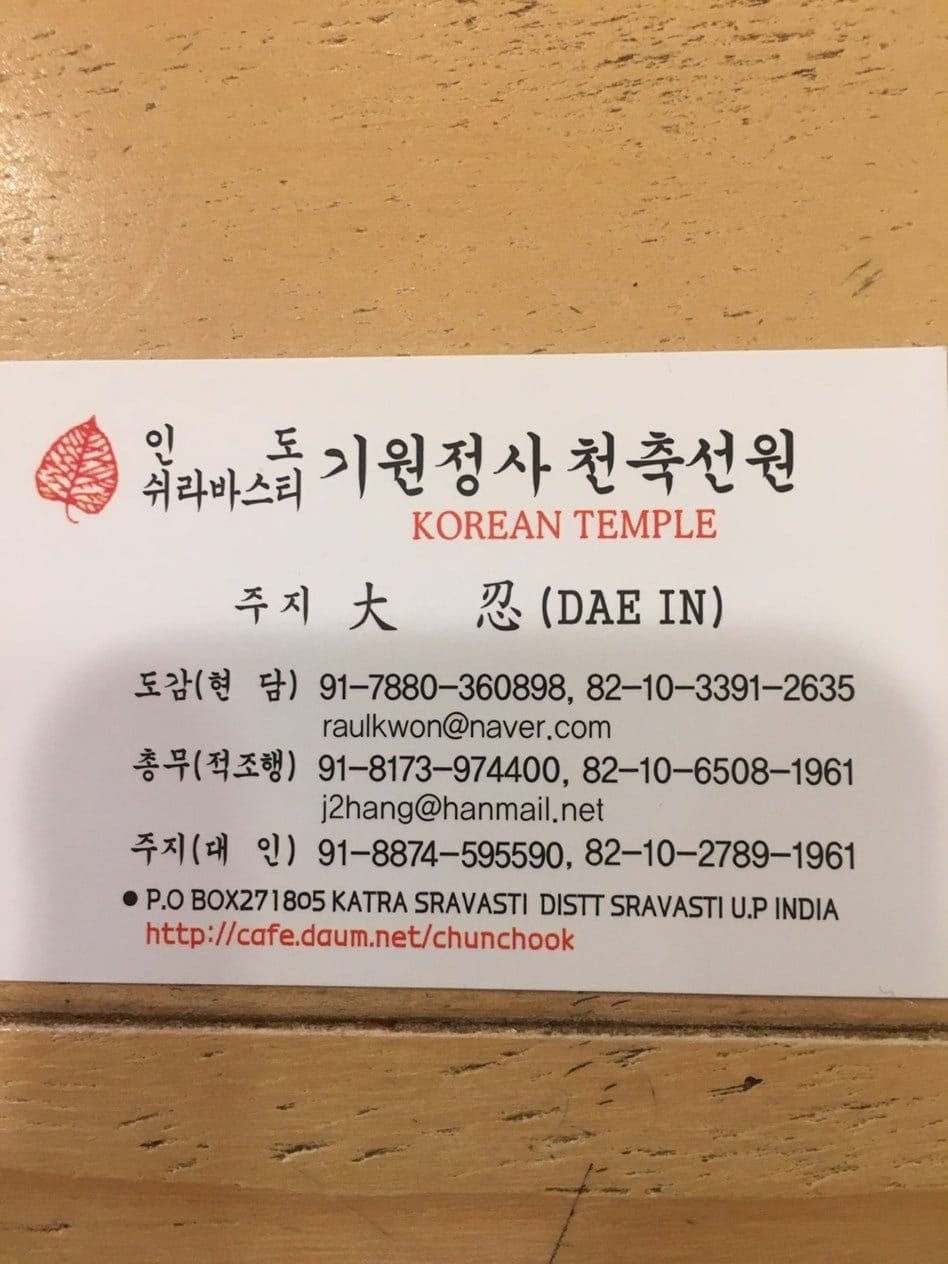 인 도
쉬라바스티 기원정사 천축선원
KOREAN TEMPLE
주지 大 忍 (DAE IN)
도감(현 담) 91-7880-360898, 82-10-3391-2635
raulkwon@naver.com
총무(적조행) 91-8173-974400, 82-10-6508-1961
j2hang@hanmail.net
주지(대 인) 91-8874-595590, 82-10-2789-1961
● P.O BOX271805 KATRA SRAVASTI DISTT SRAVASTI U.P INDIA
http://cafe.daum.net/chunchook